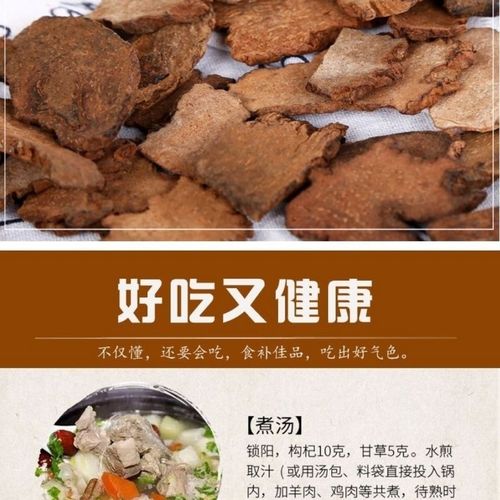 好吃又健康
不仅懂，还要会吃，食补佳品，吃出好气色。
【煮汤】
锁阳，枸杞10克，甘草5克。水煎
取汁（或用汤包、料袋直接投入锅
内，加羊肉、鸡肉等共煮，待熟时